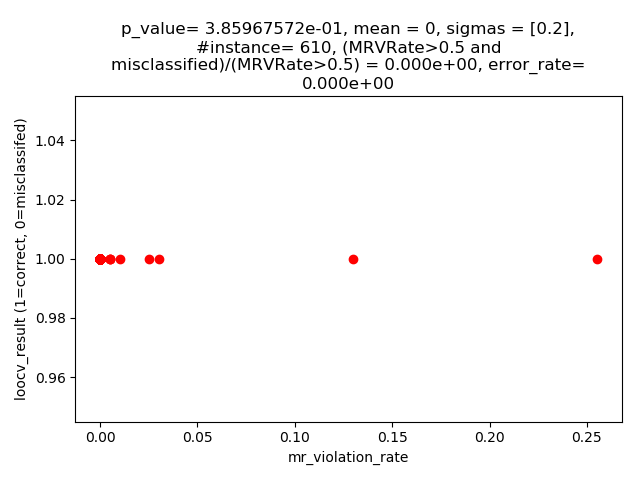 p_value= 3.85967572e-01, mean = 0, sigmas = [0.2],
#instance= 610, (MRVRate>0.5 and
misclassified)/(MRVRate>0.5) = 0.000e+00, error_rate=
0.000e+00
loocv_result (1=correct, 0=misclassifed)
1.04
1.02
1.00
0.98
0.96
0.00 0.05 0.10 0.15 0.20 0.25
mr_violation_rate